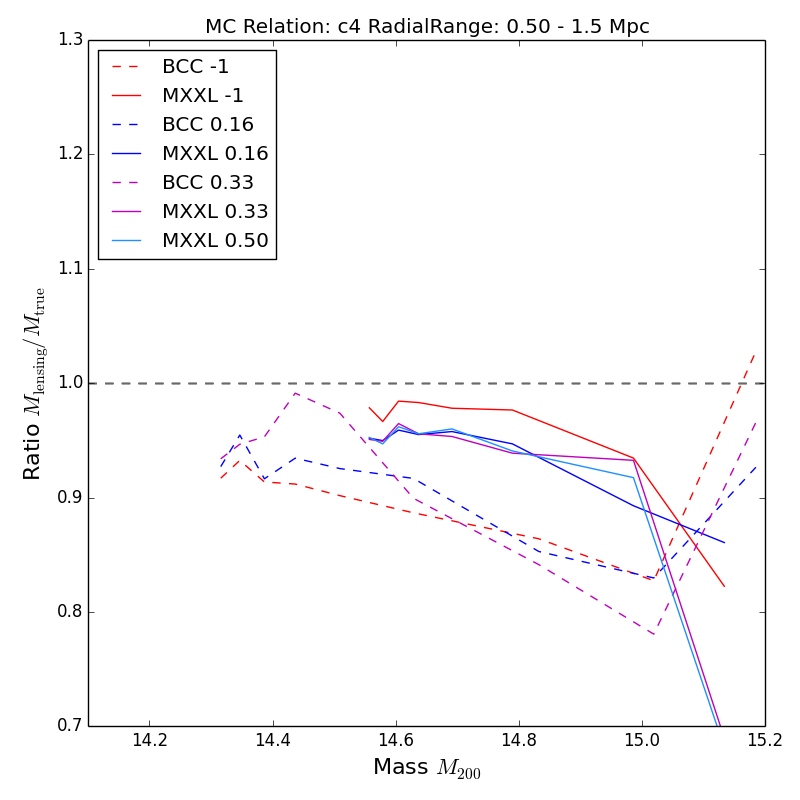 MC Relation: c4 RadialRange: 0.50 - 1.5 Mpc
1.3
1.2
1.1
1.0
0.9
0.8
0.7
BCC -1
MXXL -1
BCC 0.16
MXXL 0.16
BCC 0.33
MXXL 0.33
MXXL 0.50
Ratio M_lensing/M_true
14.2 14.4 14.6 14.8 15.0 15.2
Mass M_200